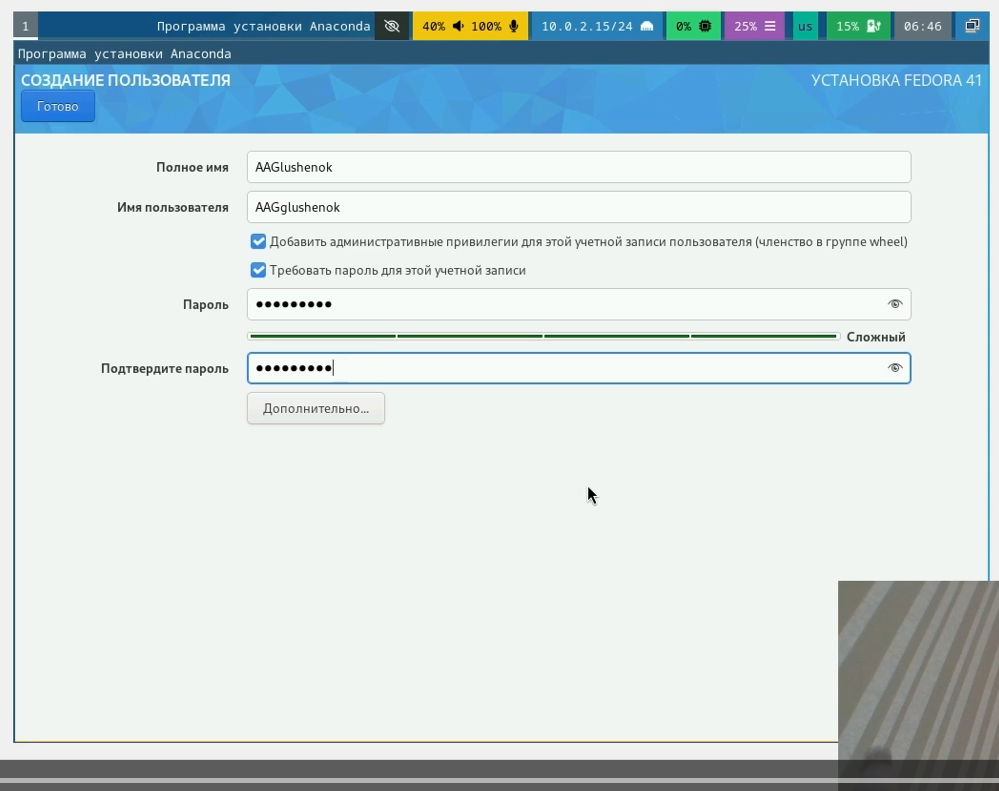 1 Программа установки Anaconda 40% 100% 10.0.2.15/24 0% 25% us 15% 06:46
Программа установки Anaconda
СОЗДАНИЕ ПОЛЬЗОВАТЕЛЯ УСТАНОВКА FEDORA 41
Готово
Полное имя AAGlushenok
Имя пользователя AAGglushenok
Добавить административные привилегии для этой учетной записи пользователя (членство в группе wheel)
Требовать пароль для этой учетной записи
Пароль ●●●●●●●●●
Сложный
Подтвердите пароль ●●●●●●●●●
Дополнительно...